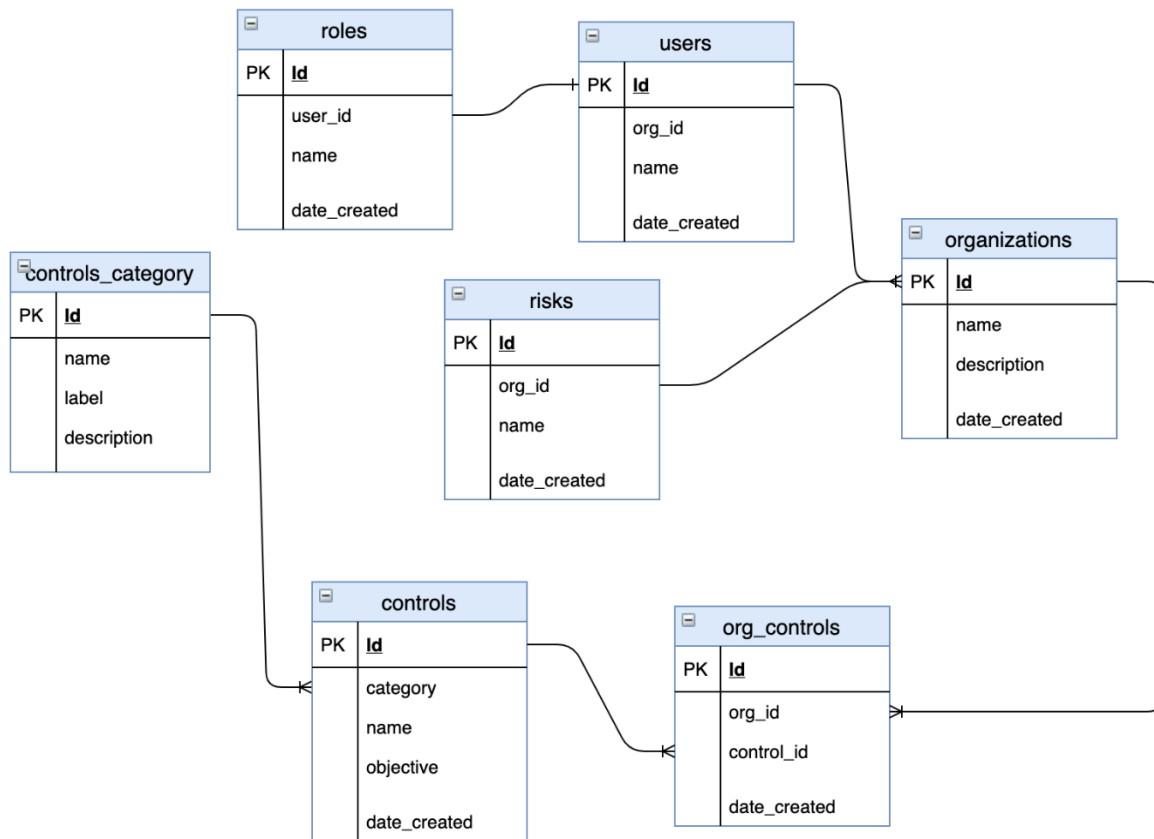 roles
PK Id
user_id
name
date_created
users
PK Id
org_id
name
date_created
organizations
PK Id
name
description
date_created
controls_category
PK Id
name
label
description
risks
PK Id
org_id
name
date_created
controls
PK Id
category
name
objective
date_created
org_controls
PK Id
org_id
control_id
date_created